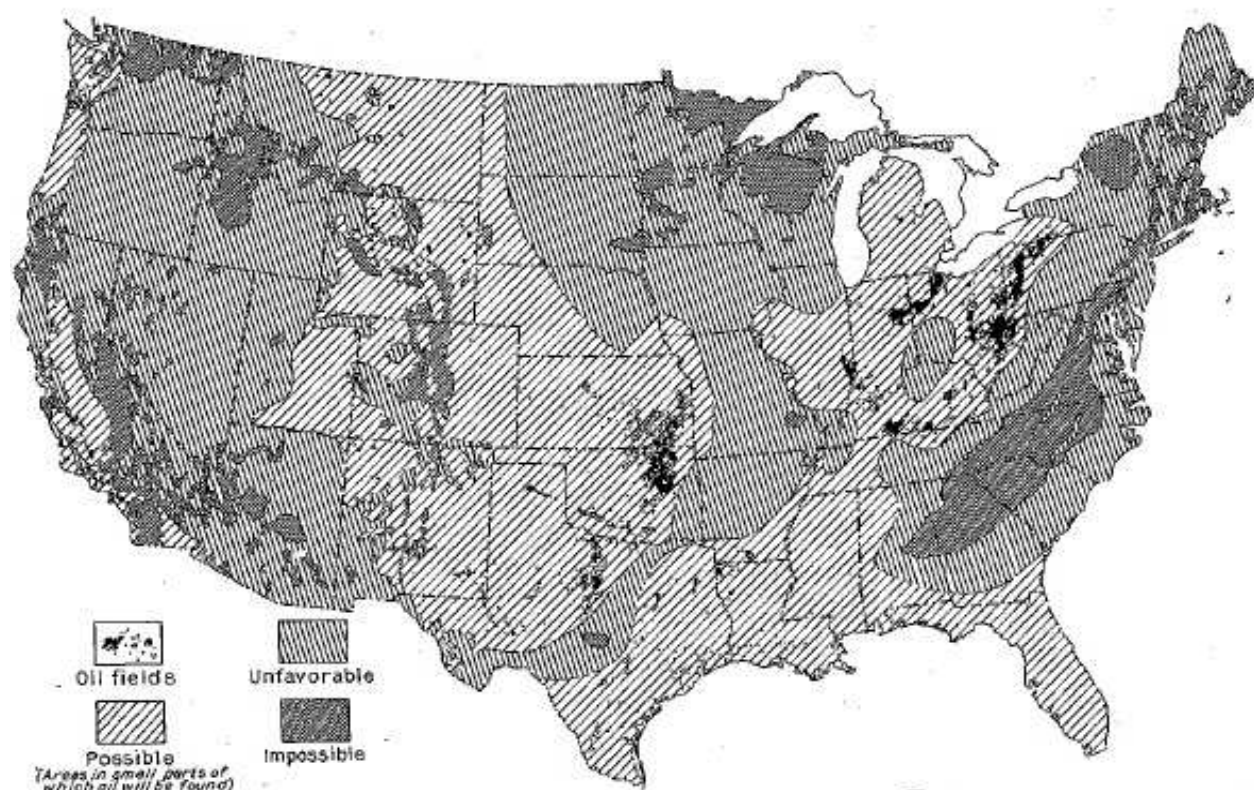 Oil fields
Unfavorable
Possible
(Areas in small parts of
which oil will be found)
Impossible